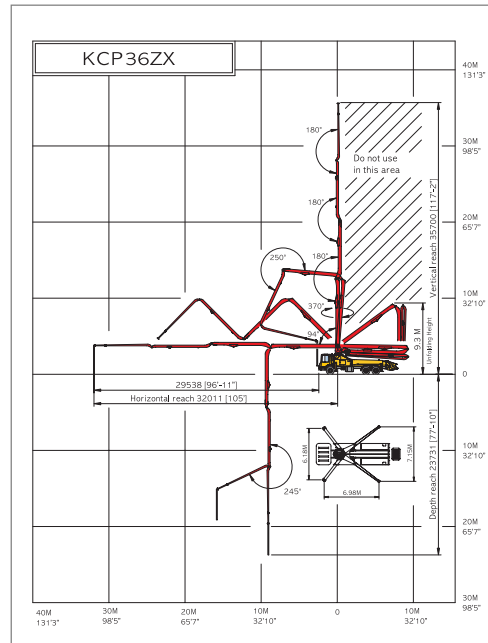 KCP36ZX
40M
131'3"
180°
Do not use
in this area
30M
98'5"
180°
20M
65'7"
Vertical reach 35700 [117'-2"]
250°
180°
370°
10M
32'10"
94°
9.3 M
Unfolding Height
0
29538 [96'-11"]
Horizontal reach 32011 [105']
6.18M
7.15M
6.98M
10M
32'10"
Depth reach 23731 [77'-10"]
245°
20M
65'7"
30M
98'5"
40M
131'3"
30M
98'5"
20M
65'7"
10M
32'10"
0
10M
32'10"